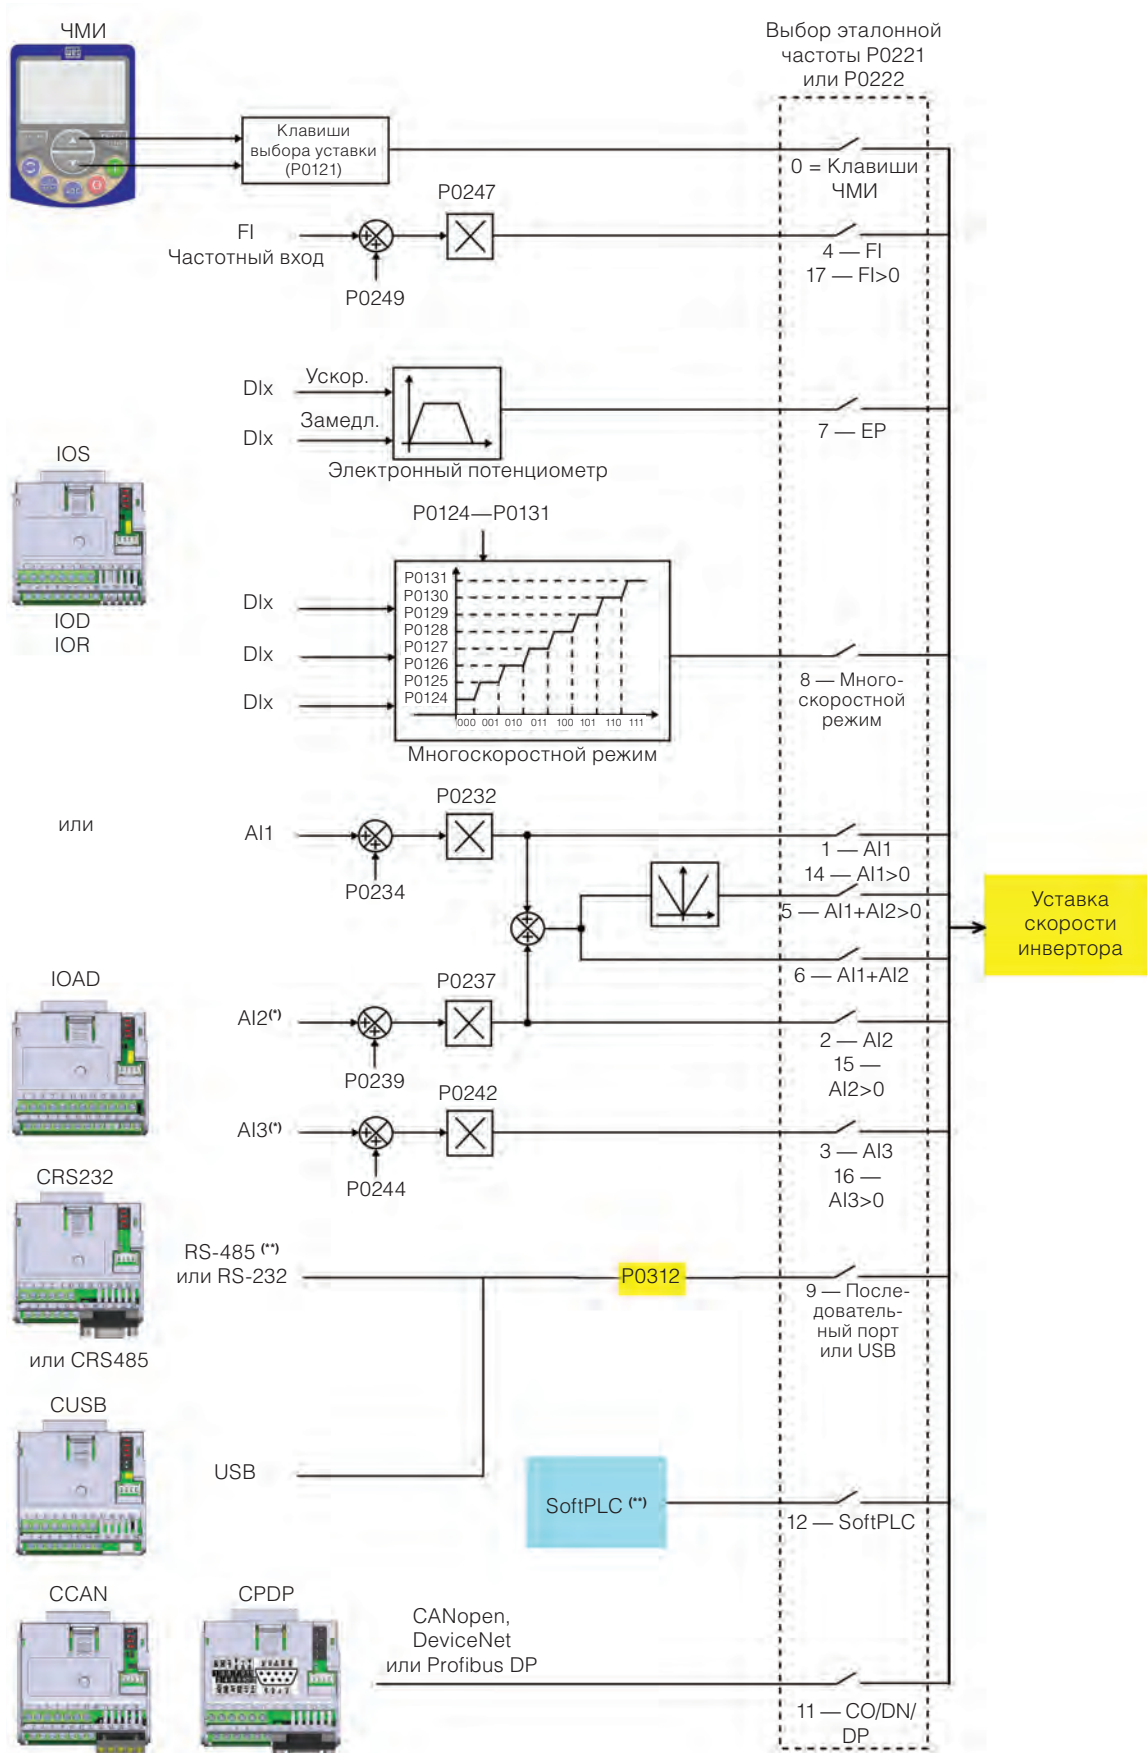 ЧМИ
Выбор эталонной
частоты P0221
или P0222
Клавиши
выбора уставки
(P0121)
0 = Клавиши
ЧМИ
P0247
FI
Частотный вход
P0249
4 — FI
17 — FI>0
DIx
Ускор.
DIx
Замедл.
Электронный потенциометр
7 — EP
IOS
IOD
IOR
P0124—P0131
P0131
P0130
P0129
P0128
P0127
P0126
P0125
P0124
000 001 010 011 100 101 110 111
DIx
DIx
DIx
Многоскоростной режим
8 — Много-
скоростной
режим
или
AI1
P0232
P0234
1 — AI1
14 — AI1>0
5 — AI1+AI2>0
6 — AI1+AI2
Уставка
скорости
инвертора
IOAD
AI2(*)
P0237
P0239
2 — AI2
15 —
AI2>0
AI3(*)
P0242
P0244
3 — AI3
16 —
AI3>0
CRS232
RS-485 (**)
или RS-232
P0312
9 — После-
дователь-
ный порт
или USB
или CRS485
CUSB
USB
SoftPLC (**)
12 — SoftPLC
CCAN
CPDP
CANopen,
DeviceNet
или Profibus DP
11 — CO/DN/
DP